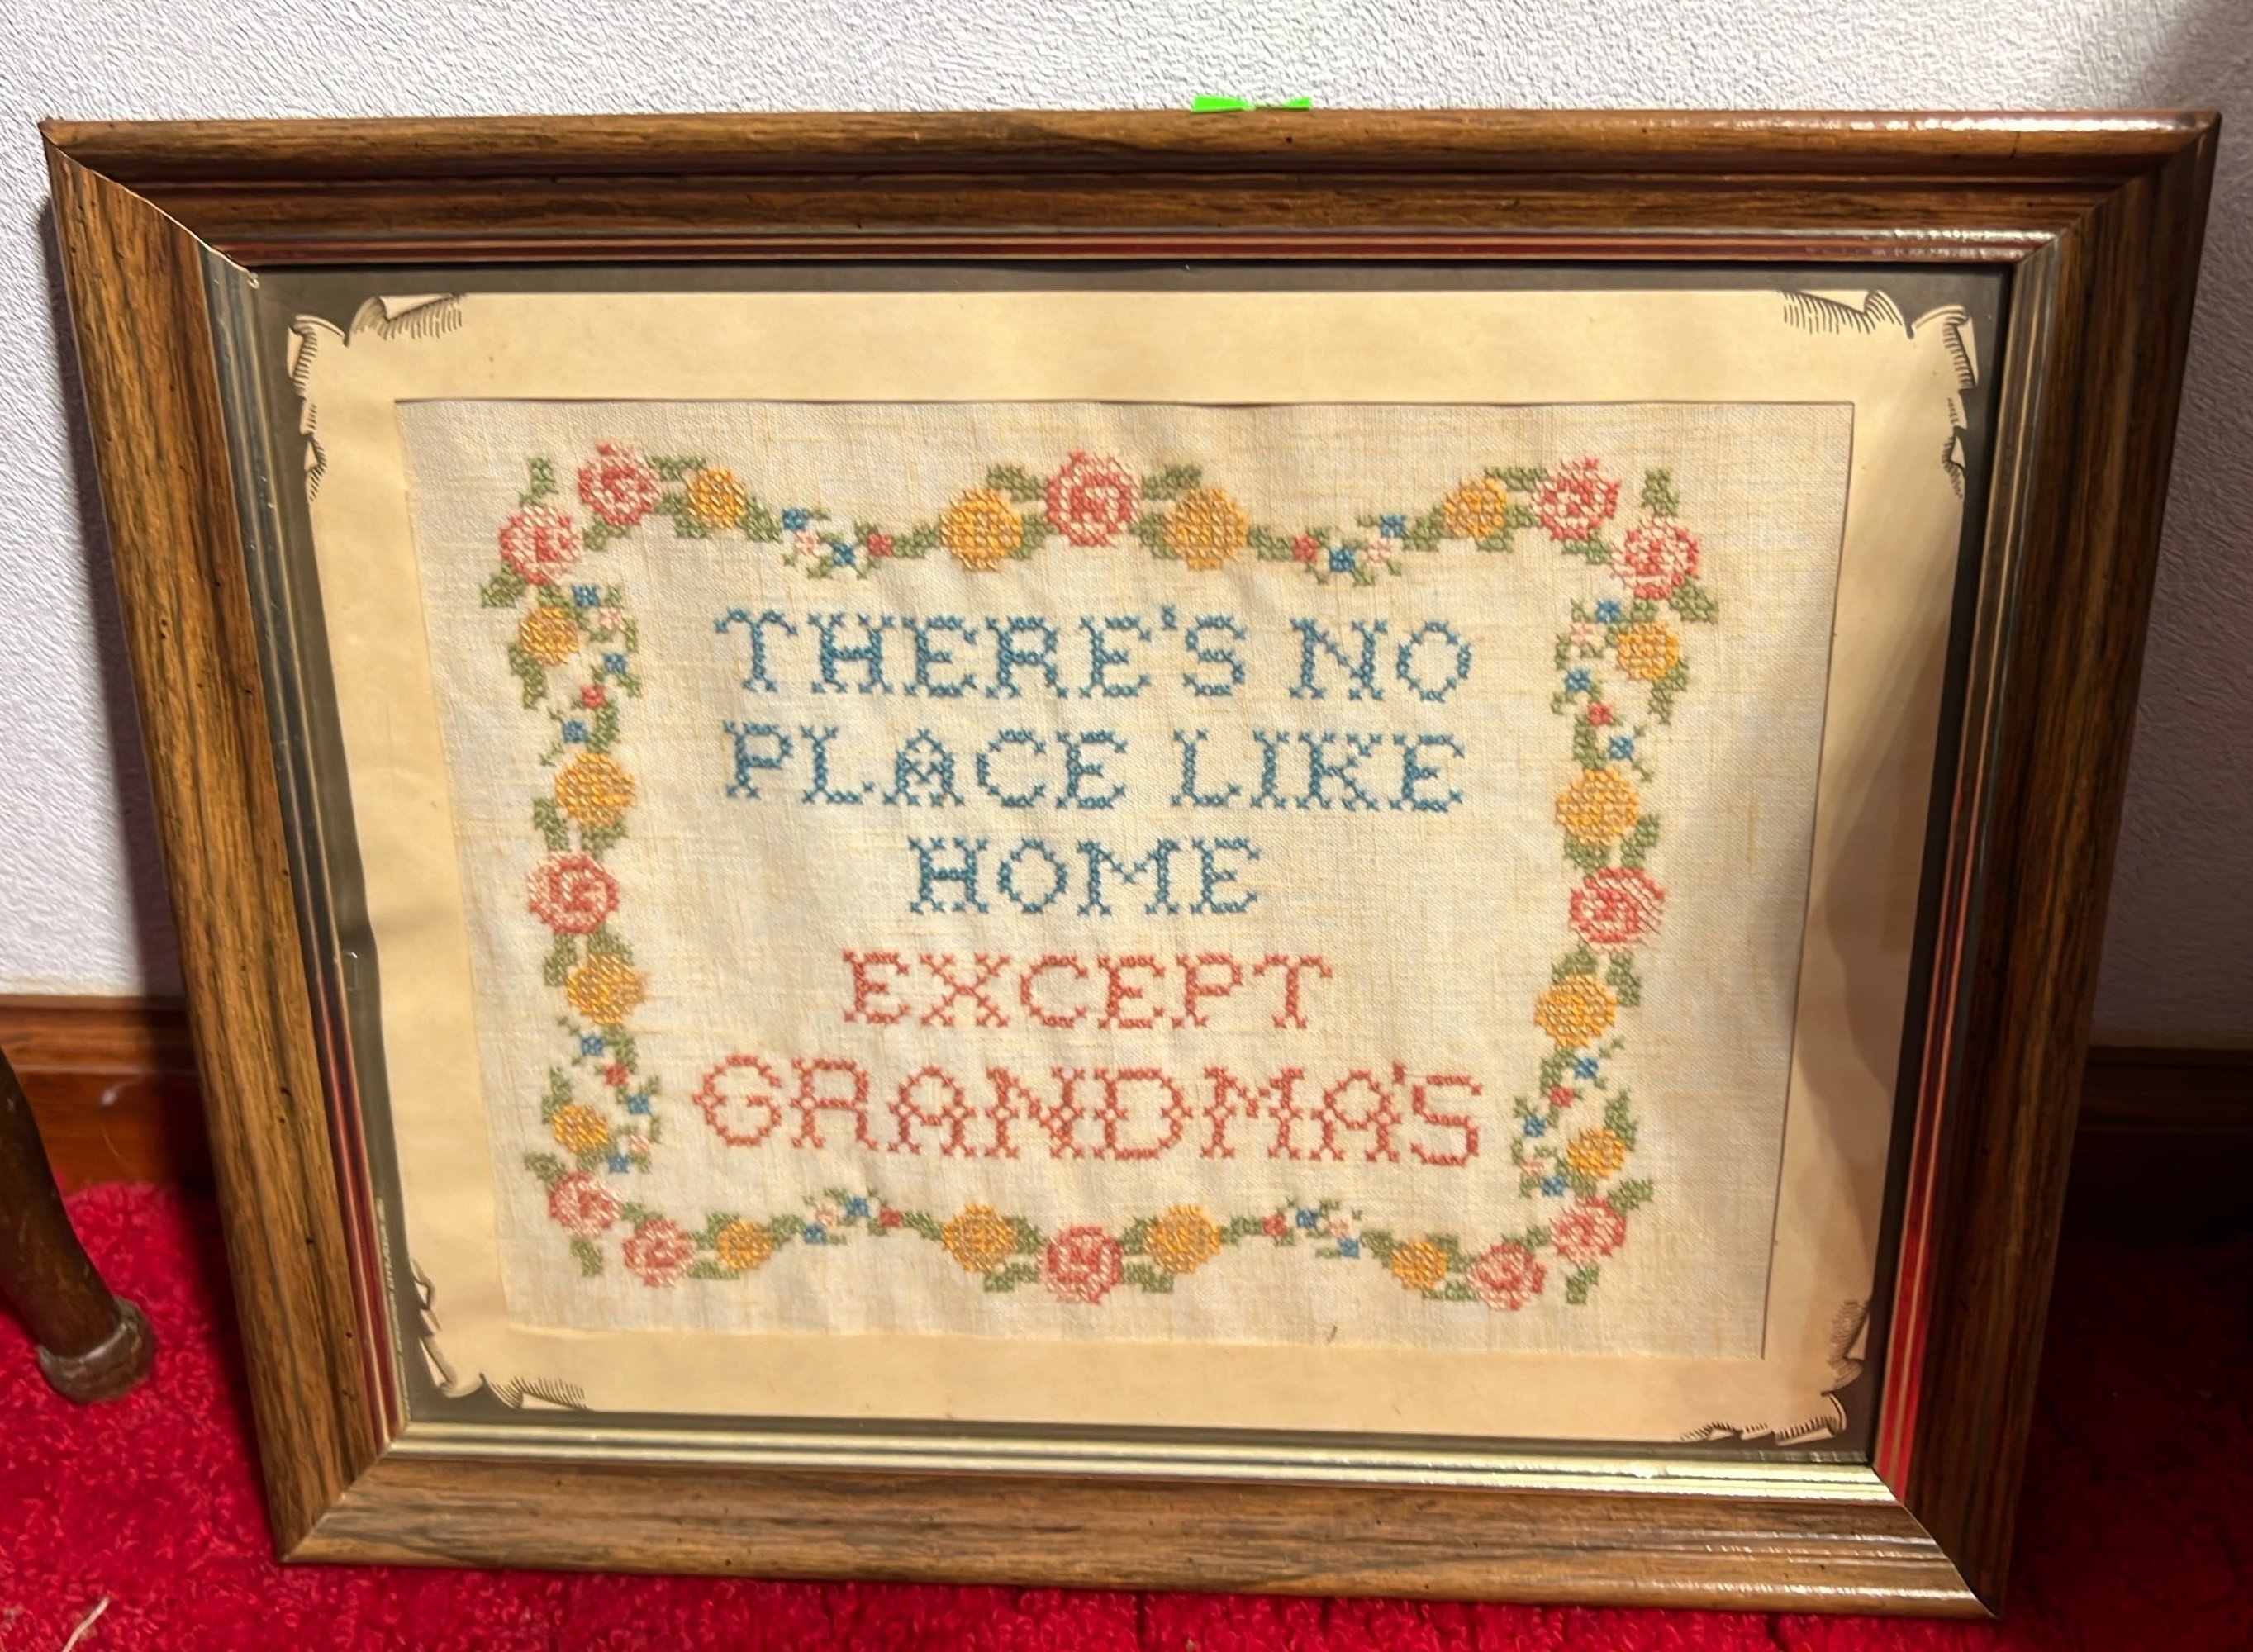 THERE'S NO
PLACE LIKE
HOME
EXCEPT
GRANDMA'S